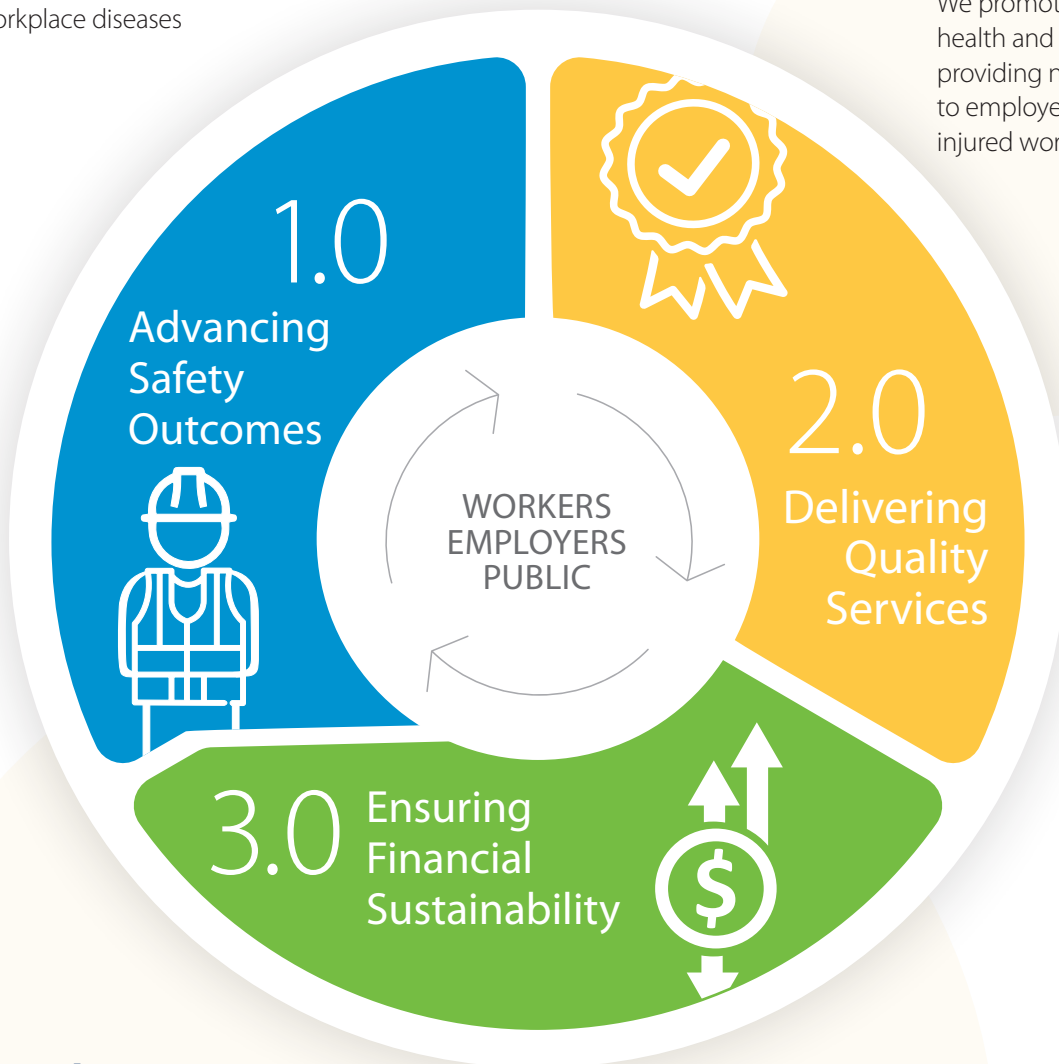 workplace diseases
We promot
health and
providing n
to employe
injured wor
1.0
Advancing
Safety
Outcomes
2.0
Delivering
Quality
Services
WORKERS
EMPLOYERS
PUBLIC
3.0
Ensuring
Financial
Sustainability
$